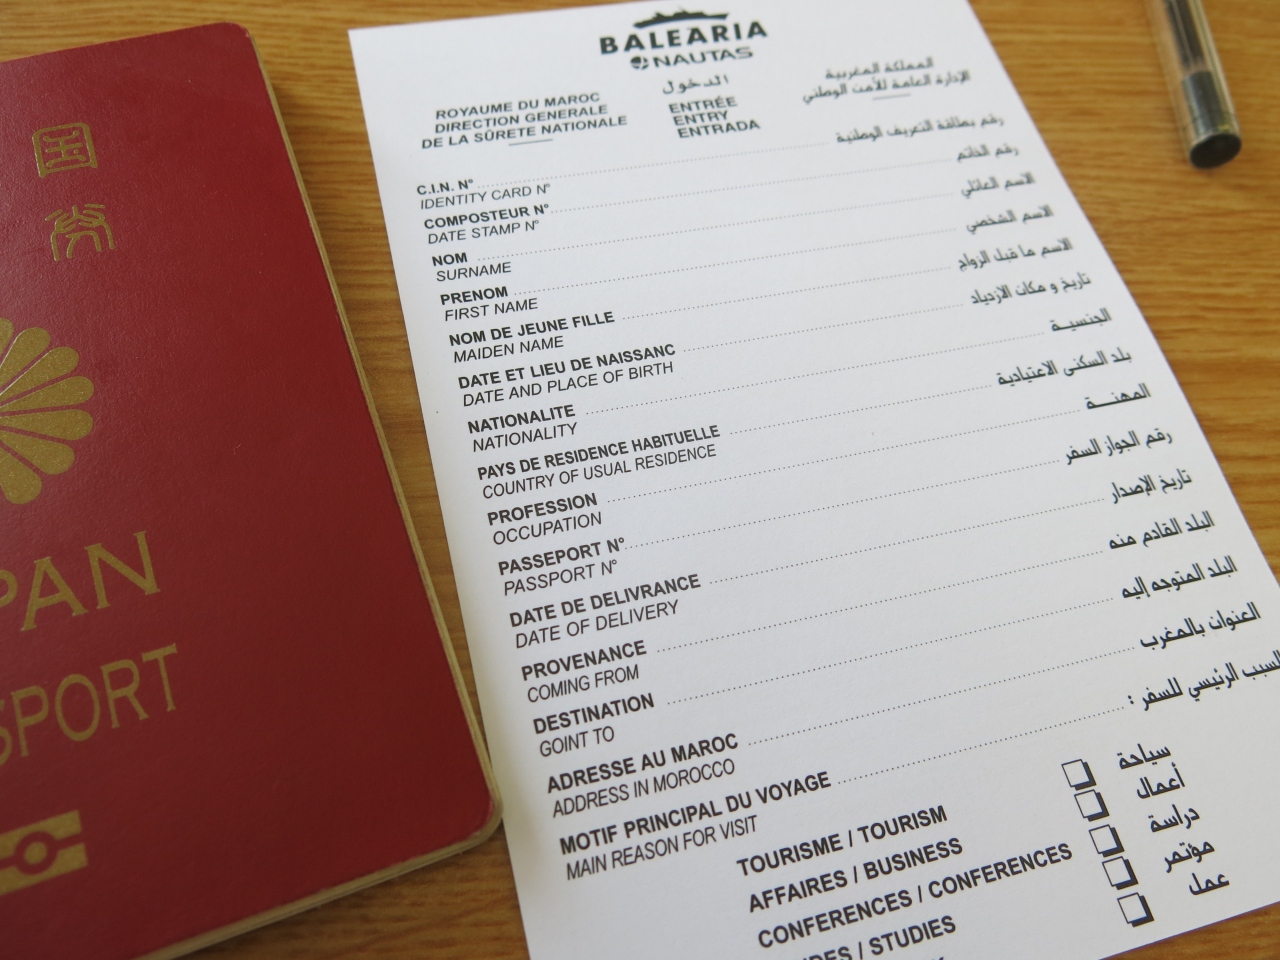 国
旅
PAN
SPORT
BALEARIA
NAUTAS
ROYAUME DU MAROC
DIRECTION GENERALE
DE LA SÛRETE NATIONALE
الدخول
ENTRÉE
ENTRY
ENTRADA
المملكة المغربية
الإدارة العامة للأمن الوطني
C.I.N. N° رقم بطاقة التعريف الوطنية
IDENTITY CARD N°
COMPOSTEUR N° رقم الخاتم
DATE STAMP N°
NOM الاسم العائلي
SURNAME
PRENOM الاسم الشخصي
FIRST NAME
NOM DE JEUNE FILLE الاسم ما قبل الزواج
MAIDEN NAME
DATE ET LIEU DE NAISSANC تاريخ و مكان الازدياد
DATE AND PLACE OF BIRTH
NATIONALITE الجنسية
NATIONALITY
PAYS DE RESIDENCE HABITUELLE بلد السكنى الاعتيادية
COUNTRY OF USUAL RESIDENCE
PROFESSION المهنة
OCCUPATION
PASSEPORT N° رقم الجواز السفر
PASSPORT N°
DATE DE DELIVRANCE تاريخ الإصدار
DATE OF DELIVERY
PROVENANCE البلد القادم منه
COMING FROM
DESTINATION البلد المتوجه إليه
GOINT TO
ADRESSE AU MAROC العنوان بالمغرب
ADDRESS IN MOROCCO
MOTIF PRINCIPAL DU VOYAGE السبب الرئيسي للسفر :
MAIN REASON FOR VISIT
TOURISME / TOURISM سياحة
AFFAIRES / BUSINESS أعمال
CONFERENCES / CONFERENCES دراسة
DES / STUDIES مؤتمر
عمل